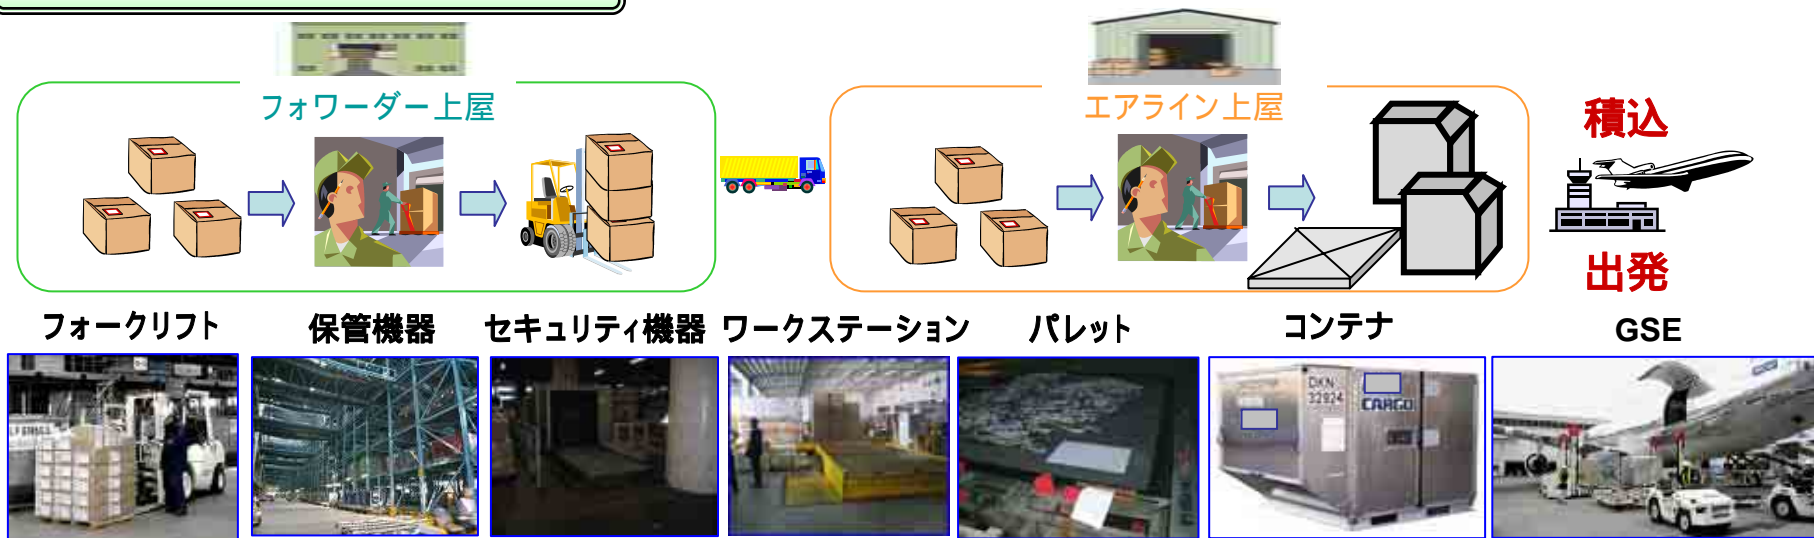 フォワーダー上屋
エアライン上屋
積込
出発
フォークリフト
保管機器
セキュリティ機器
ワークステーション
パレット
コンテナ
GSE
DKN
32924
CARGO